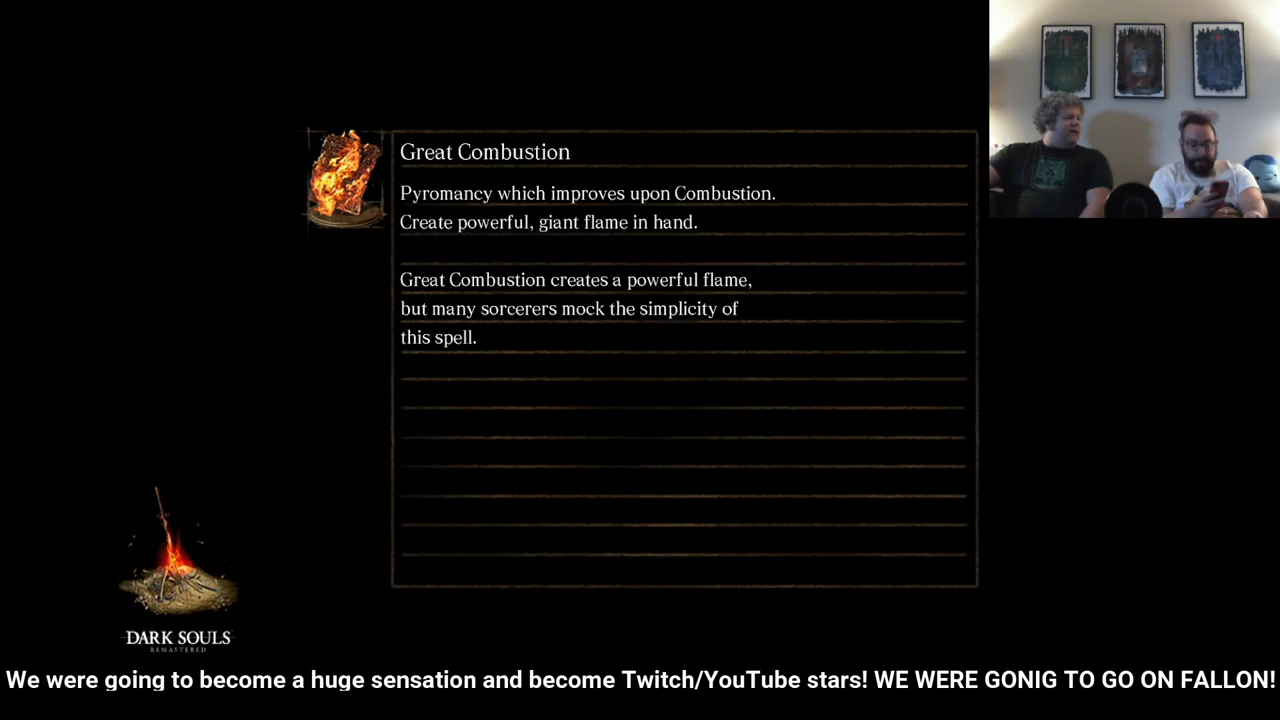 Great Combustion
Pyromancy which improves upon Combustion.
Create powerful, giant flame in hand.
Great Combustion creates a powerful flame,
but many sorcerers mock the simplicity of
this spell.
DARK SOULS
REMASTERED
We were going to become a huge sensation and become Twitch/YouTube stars! WE WERE GONIG TO GO ON FALLON!